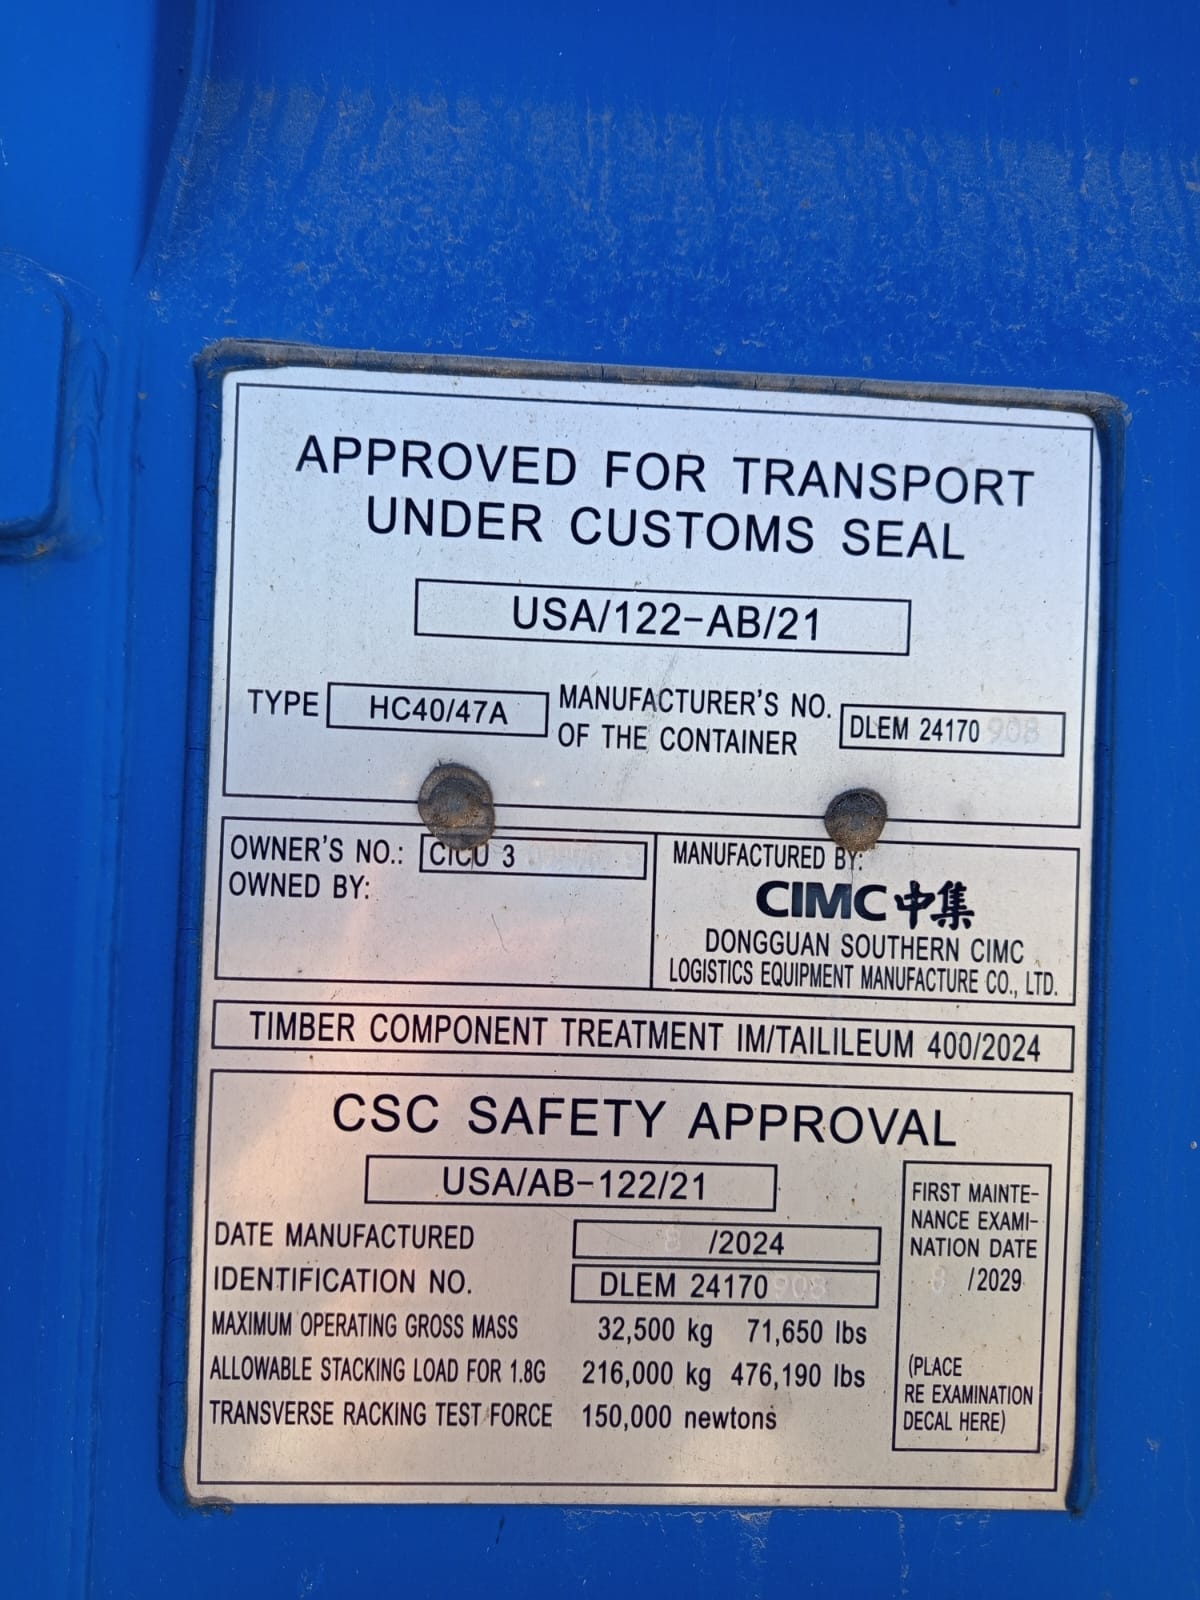 APPROVED FOR TRANSPORT
UNDER CUSTOMS SEAL
USA/122-AB/21
TYPE HC40/47A MANUFACTURER'S NO. OF THE CONTAINER DLEM 24170 908
OWNER'S NO.: CICU 3
OWNED BY:
MANUFACTURED BY:
CIMC 中集
DONGGUAN SOUTHERN CIMC
LOGISTICS EQUIPMENT MANUFACTURE CO., LTD.
TIMBER COMPONENT TREATMENT IM/TAILILEUM 400/2024
CSC SAFETY APPROVAL
USA/AB-122/21
DATE MANUFACTURED 8 /2024
IDENTIFICATION NO. DLEM 24170 908
MAXIMUM OPERATING GROSS MASS 32,500 kg 71,650 lbs
ALLOWABLE STACKING LOAD FOR 1.8G 216,000 kg 476,190 lbs
TRANSVERSE RACKING TEST FORCE 150,000 newtons
FIRST MAINTE-
NANCE EXAMI-
NATION DATE
8 /2029
(PLACE
RE EXAMINATION
DECAL HERE)